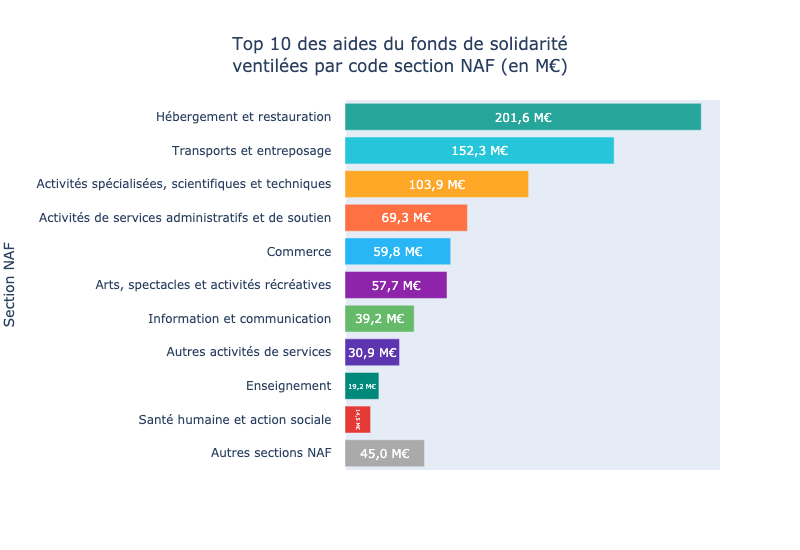 Top 10 des aides du fonds de solidarité
ventilées par code section NAF (en M€)
Section NAF
Hébergement et restauration 201,6 M€
Transports et entreposage 152,3 M€
Activités spécialisées, scientifiques et techniques 103,9 M€
Activités de services administratifs et de soutien 69,3 M€
Commerce 59,8 M€
Arts, spectacles et activités récréatives 57,7 M€
Information et communication 39,2 M€
Autres activités de services 30,9 M€
Enseignement 19,2 M€
Santé humaine et action sociale 14,5 M€
Autres sections NAF 45,0 M€